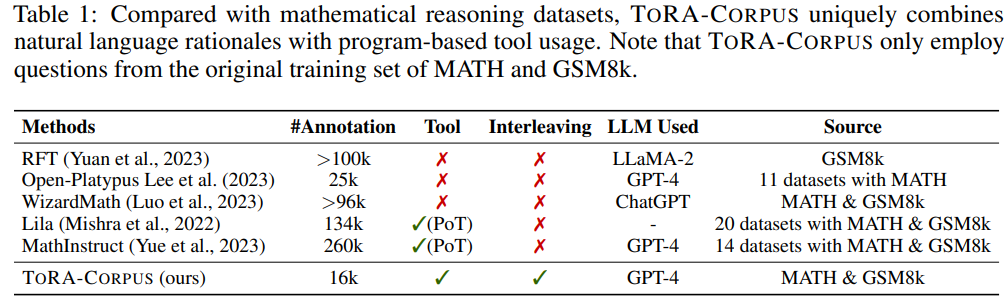 Table 1: Compared with mathematical reasoning datasets, TORA-CORPUS uniquely combines
natural language rationales with program-based tool usage. Note that TORA-CORPUS only employ
questions from the original training set of MATH and GSM8k.
Methods #Annotation Tool Interleaving LLM Used Source
RFT (Yuan et al., 2023) >100k ✗ ✗ LLaMA-2 GSM8k
Open-Platypus Lee et al. (2023) 25k ✗ ✗ GPT-4 11 datasets with MATH
WizardMath (Luo et al., 2023) >96k ✗ ✗ ChatGPT MATH & GSM8k
Lila (Mishra et al., 2022) 134k ✓(PoT) ✗ - 20 datasets with MATH & GSM8k
MathInstruct (Yue et al., 2023) 260k ✓(PoT) ✗ GPT-4 14 datasets with MATH & GSM8k
TORA-CORPUS (ours) 16k ✓ ✓ GPT-4 MATH & GSM8k